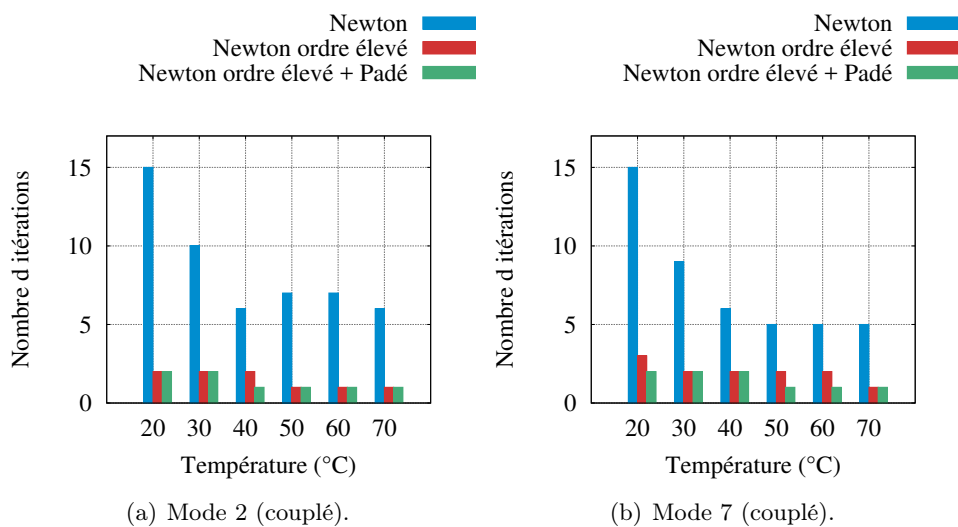 Newton
Newton ordre élevé
Newton ordre élevé + Padé
15
10
5
0
20 30 40 50 60 70
Nombre d itérations
Température (°C)
(a) Mode 2 (couplé).
Newton
Newton ordre élevé
Newton ordre élevé + Padé
15
10
5
0
20 30 40 50 60 70
Nombre d itérations
Température (°C)
(b) Mode 7 (couplé).